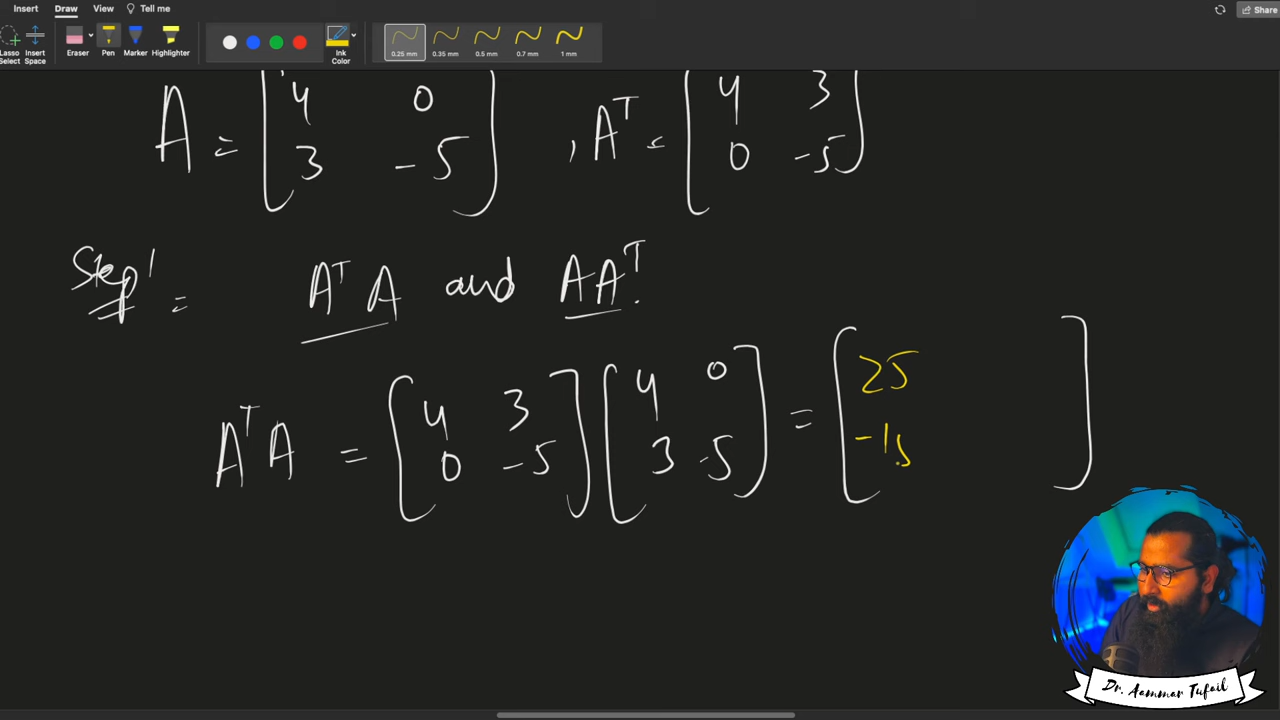 Insert Draw View Tell me
Share
Lasso Select Insert Space Eraser Pen Marker Highlighter Ink Color 0.25 mm 0.35 mm 0.5 mm 0.7 mm 1 mm
A = [ 4 0
3 -5 ] , Aᵀ = [ 4 3
0 -5 ]
Step 1 = AᵀA and AAᵀ.
AᵀA = [ 4 3
0 -5 ] [ 4 0
3 -5 ] = [ 25
-15 ]
Dr. Aammar Tufail